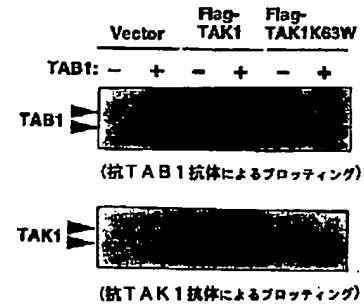 Flag- Flag-
Vector TAK1 TAK1K63W
TAB1: − + − + − +
TAB1
(抗TAB1抗体によるブロッティング)
TAK1
(抗TAK1抗体によるブロッティング)